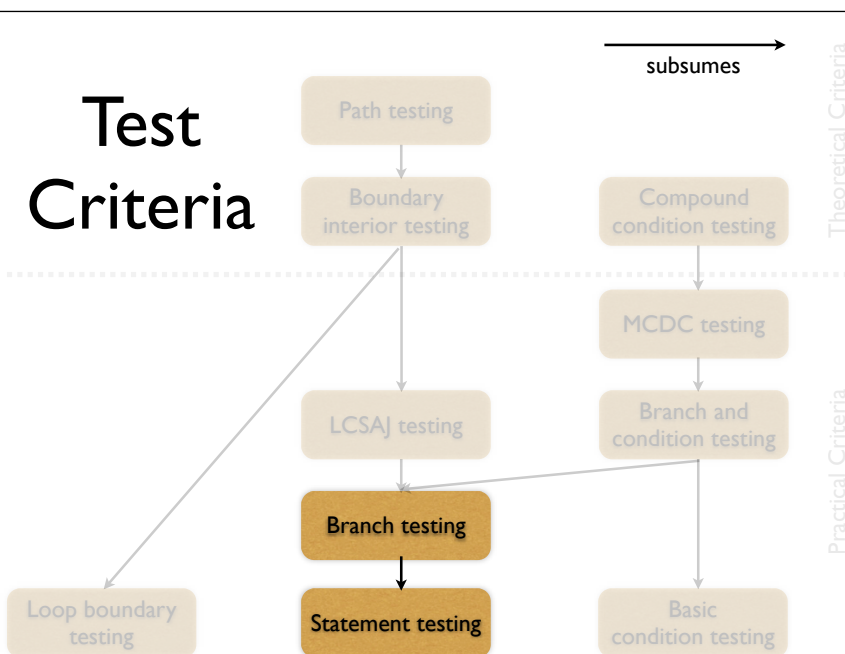 Test
Criteria
subsumes
Path testing
Boundary
interior testing
Compound
condition testing
MCDC testing
LCSAJ testing
Branch and
condition testing
Branch testing
Loop boundary
testing
Statement testing
Basic
condition testing
Theoretical Criteria
Practical Criteria